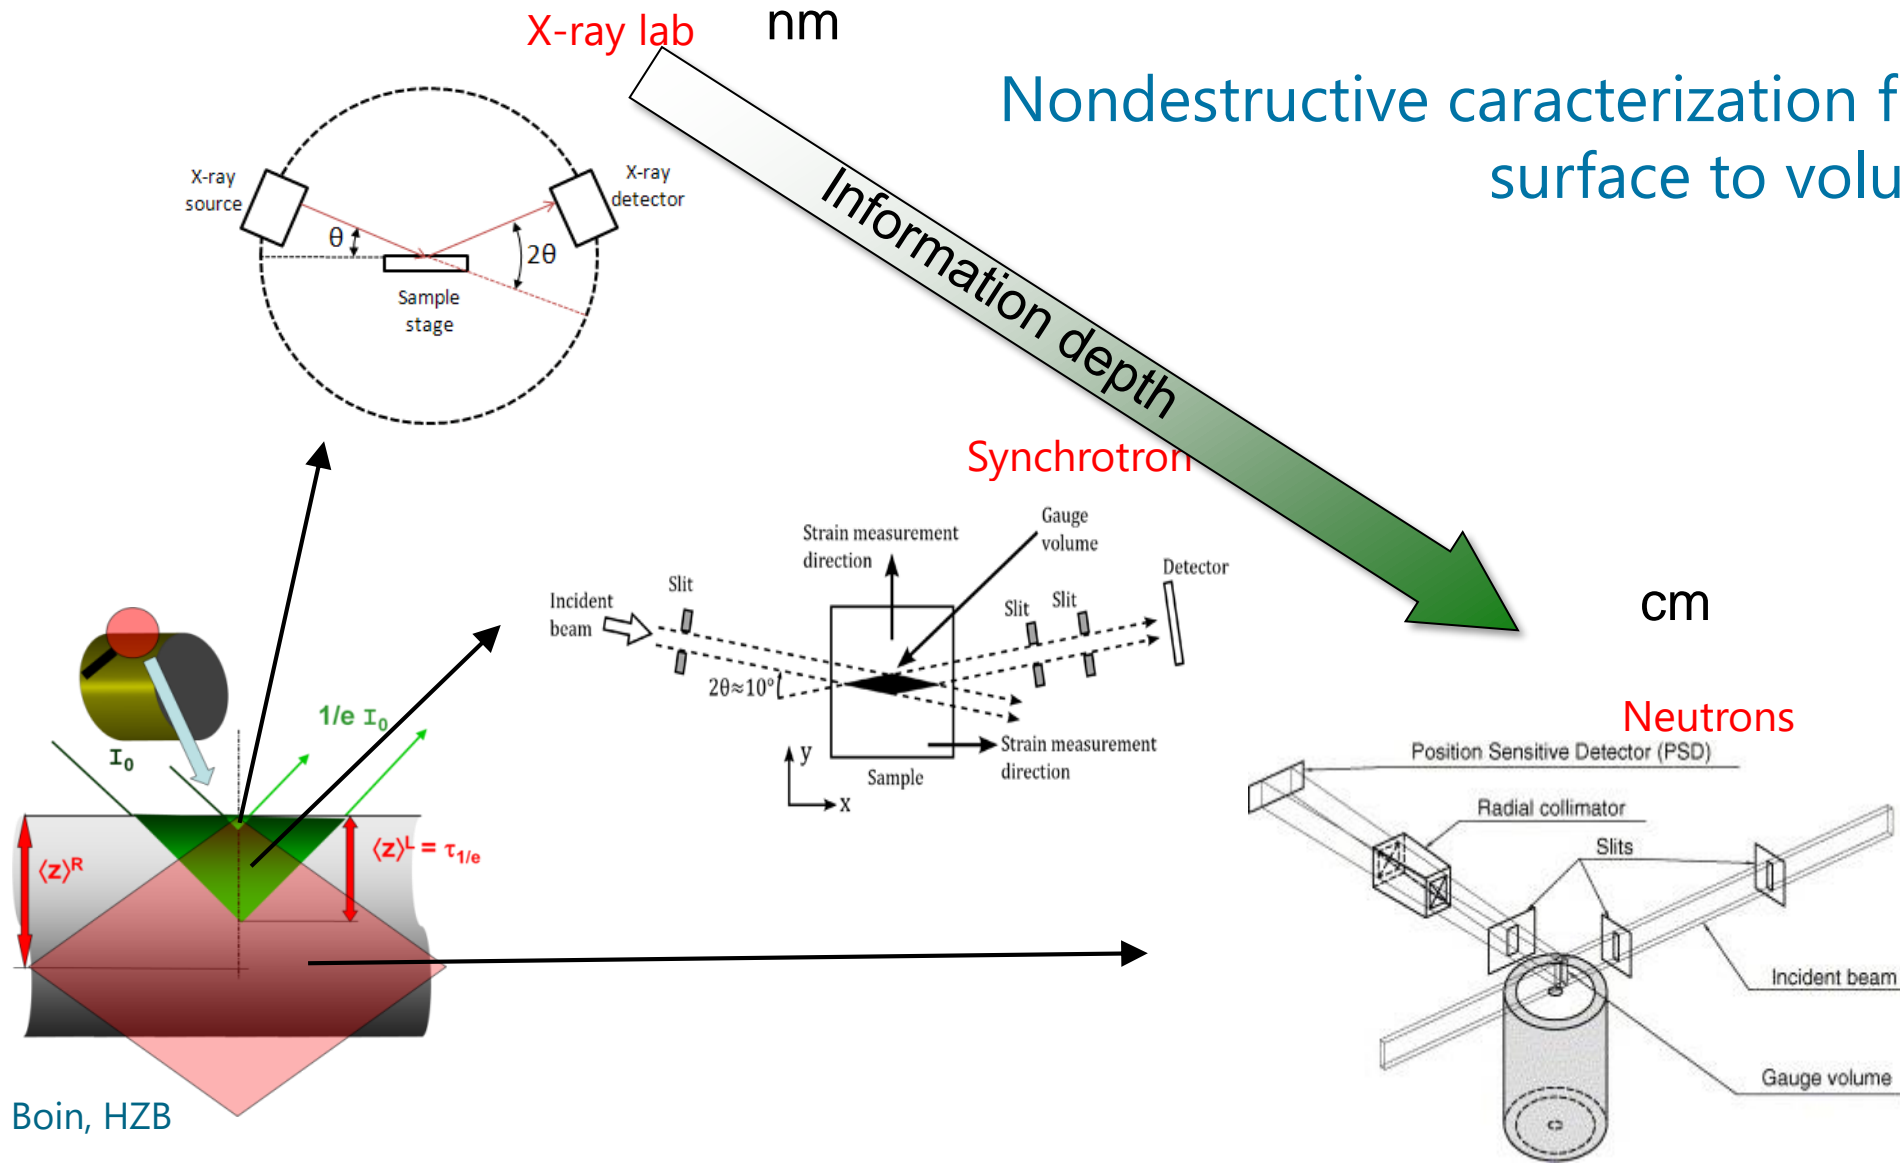 X-ray lab
nm
Nondestructive caracterization f
surface to volu
Information depth
X-ray
source
X-ray
detector
θ
2θ
Sample
stage
Synchrotron
Strain measurement
direction
Gauge
volume
Detector
Slit
Incident
beam
Slit
Slit
2θ≈10°
Strain measurement
direction
Sample
y
x
cm
Neutrons
Position Sensitive Detector (PSD)
Radial collimator
Slits
Incident beam
Gauge volume
1/e I₀
I₀
⟨z⟩ᴿ
⟨z⟩ᴸ = τ₁/ₑ
Boin, HZB